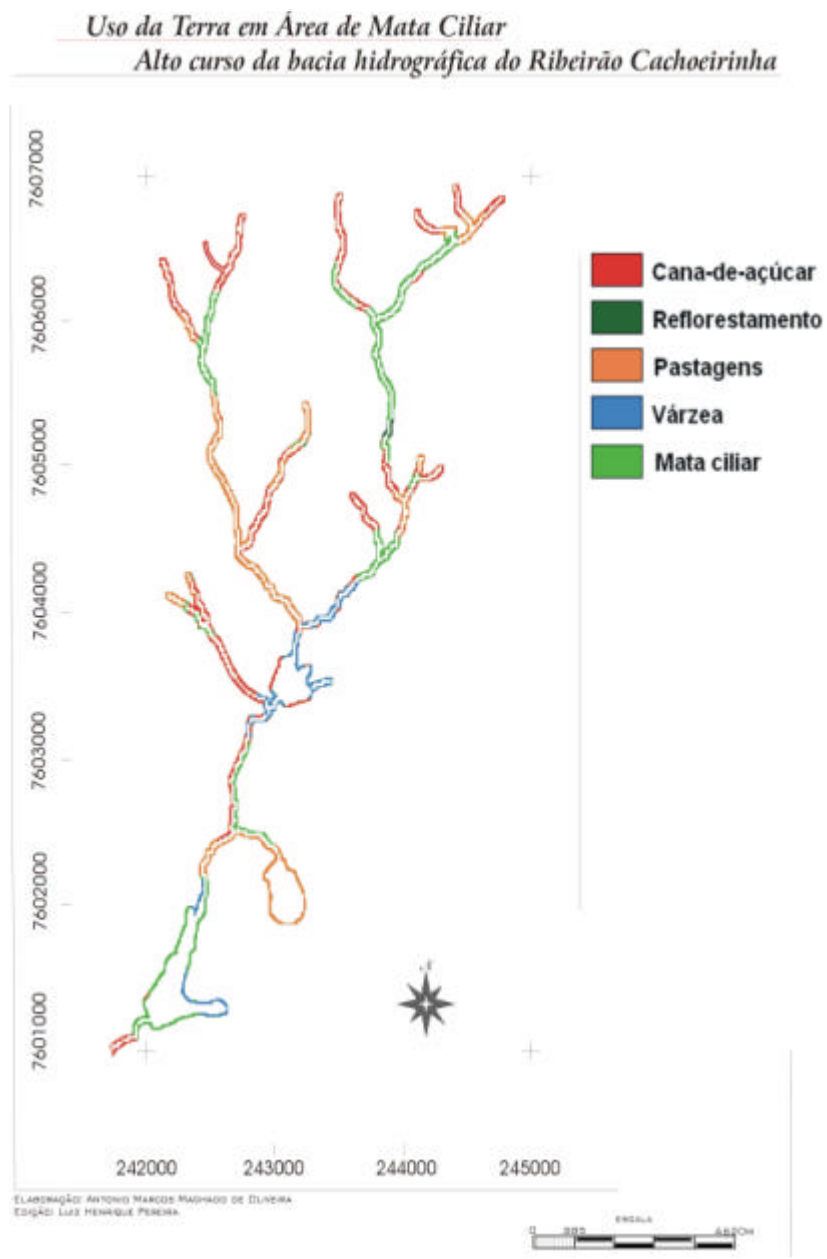 Uso da Terra em Área de Mata Ciliar
Alto curso da bacia hidrográfica do Ribeirão Cachoeirinha
7607000
7606000
7605000
7604000
7603000
7602000
7601000
Cana-de-açúcar
Reflorestamento
Pastagens
Várzea
Mata ciliar
N
242000 243000 244000 245000
ELABORAÇÃO: ANTONIO MARCOS MACHADO DE OLIVEIRA
EDIÇÃO: LUIZ HENRIQUE PEREIRA
ESCALA
0